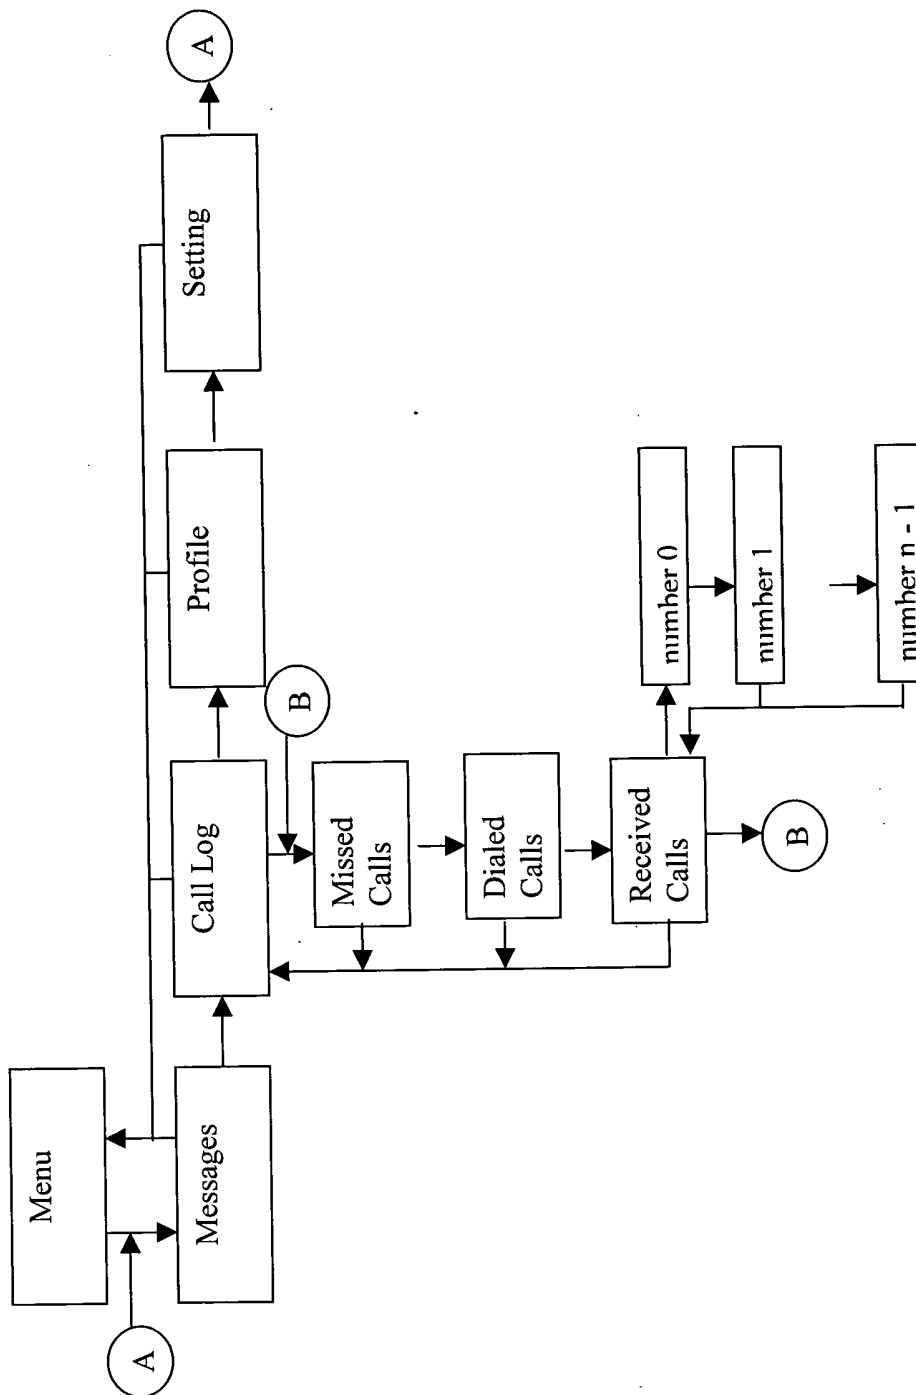 Menu
A
A
Messages
Call Log
Profile
Setting
B
Missed
Calls
Dialed
Calls
Received
Calls
number 0
number 1
number n - 1
B